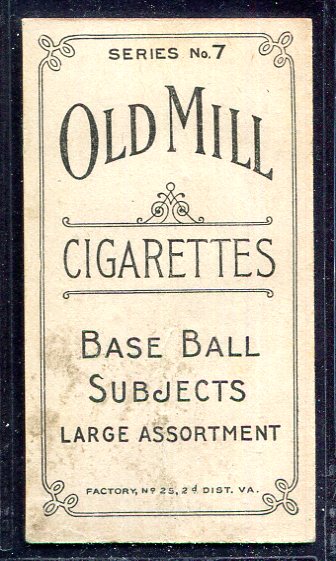 SERIES No. 7
OLD MILL
CIGARETTES
BASE BALL
SUBJECTS
LARGE ASSORTMENT
FACTORY, Nº 25, 2d DIST. VA.